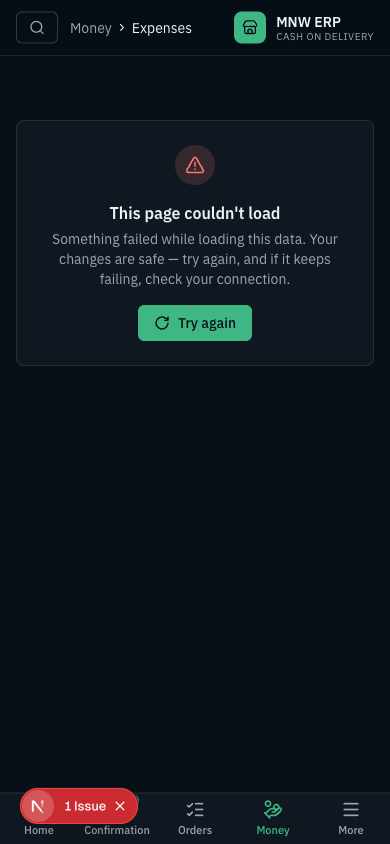 Money > Expenses
MNW ERP
CASH ON DELIVERY
This page couldn't load
Something failed while loading this data. Your
changes are safe — try again, and if it keeps
failing, check your connection.
Try again
N 1 Issue
Home Confirmation Orders Money More